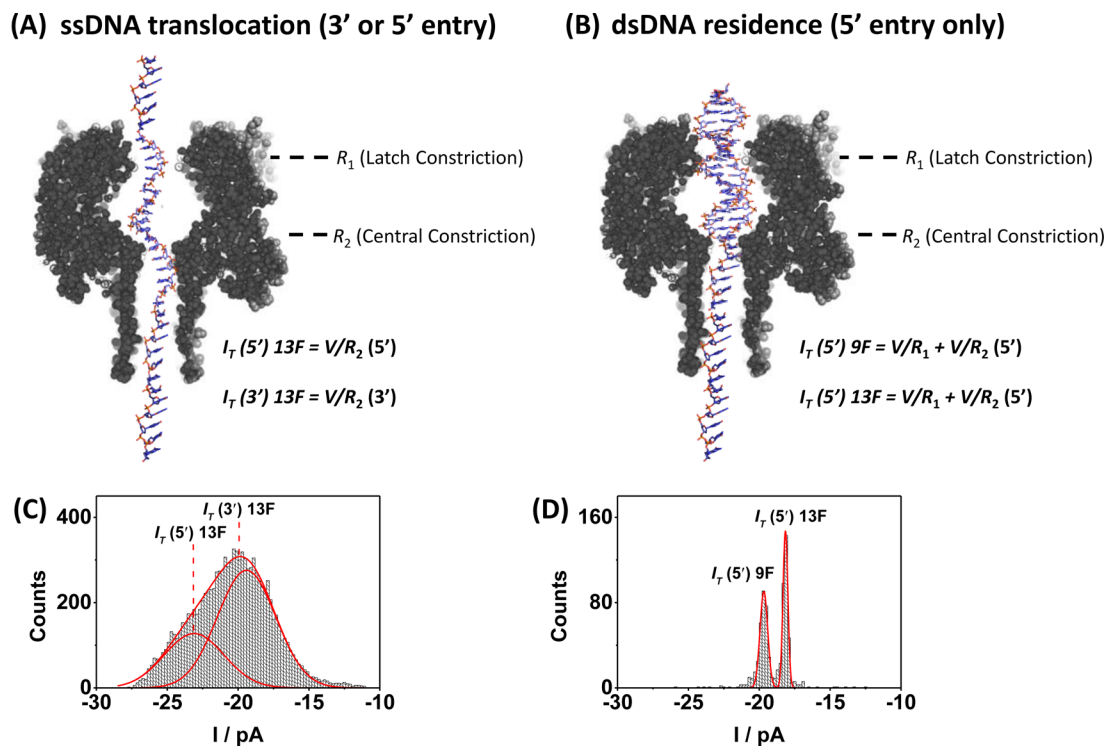 (A) ssDNA translocation (3’ or 5’ entry)
R1 (Latch Constriction)
R2 (Central Constriction)
IT (5’) 13F = V/R2 (5’)
IT (3’) 13F = V/R2 (3’)
(B) dsDNA residence (5’ entry only)
R1 (Latch Constriction)
R2 (Central Constriction)
IT (5’) 9F = V/R1 + V/R2 (5’)
IT (5’) 13F = V/R1 + V/R2 (5’)
(C)
IT (3’) 13F
IT (5’) 13F
Counts
400
200
0
-30 -25 -20 -15 -10
I / pA
(D)
IT (5’) 13F
IT (5’) 9F
Counts
160
80
0
-30 -25 -20 -15 -10
I / pA